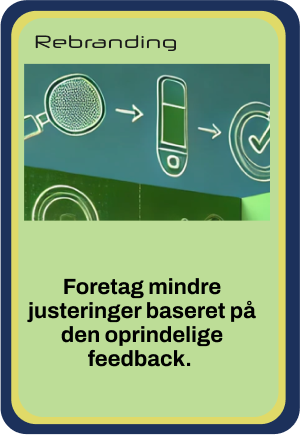 Rebranding
Foretag mindre
justeringer baseret på
den oprindelige
feedback.